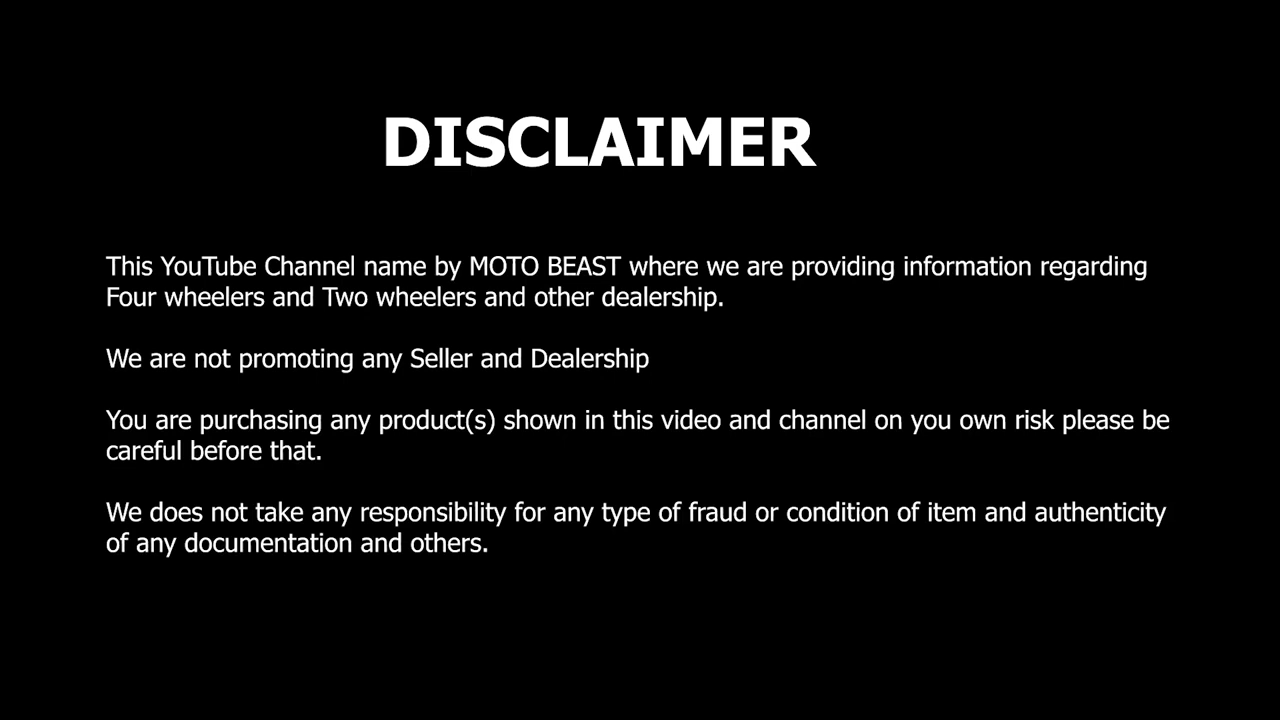 DISCLAIMER
This YouTube Channel name by MOTO BEAST where we are providing information regarding
Four wheelers and Two wheelers and other dealership.
We are not promoting any Seller and Dealership
You are purchasing any product(s) shown in this video and channel on you own risk please be
careful before that.
We does not take any responsibility for any type of fraud or condition of item and authenticity
of any documentation and others.